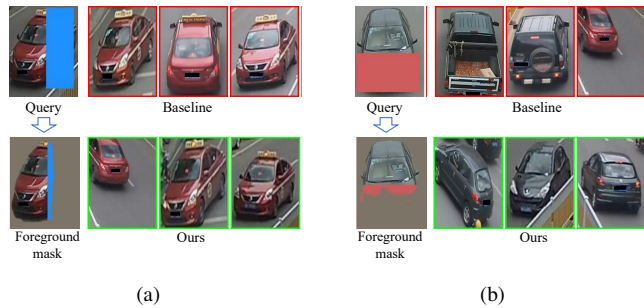 Query
Baseline
Query
Baseline
Foreground
mask
Ours
Foreground
mask
Ours
(a)
(b)